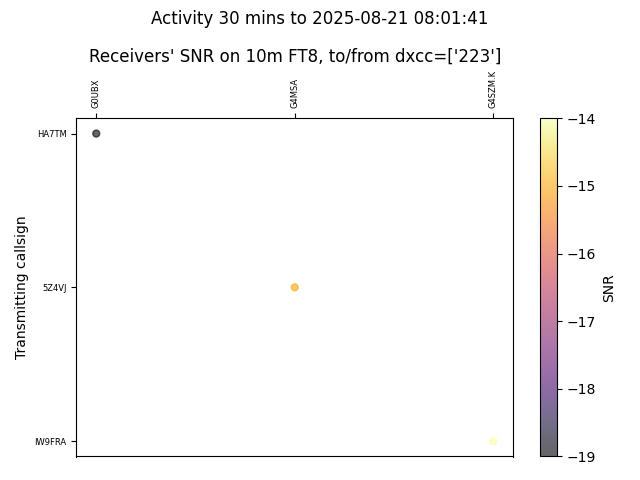 Activity 30 mins to 2025-08-21 08:01:41
Receivers' SNR on 10m FT8, to/from dxcc=['223']
G0UBX
G4MSA
G4SZM.K
HA7TM
5Z4VJ
IW9FRA
Transmitting callsign
−14
−15
−16
−17
−18
−19
SNR